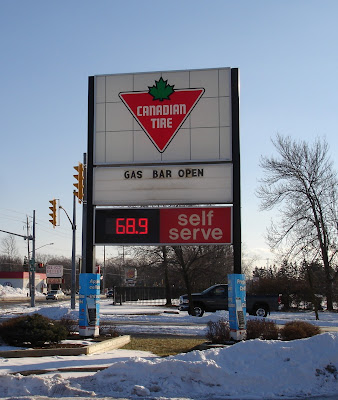 CANADIAN
TIRE
GAS BAR OPEN
68.9
self
serve